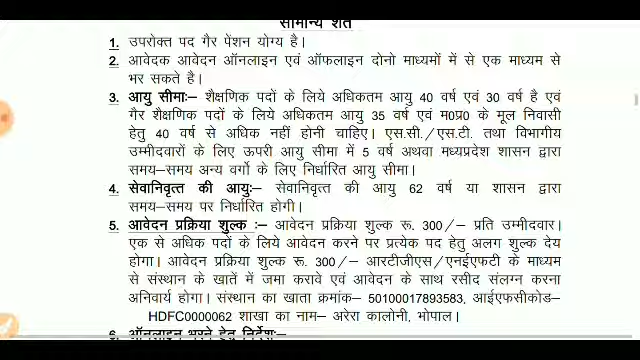 सामान्य शर्ते
1. उपरोक्त पद गैर पेंशन योग्य है।
2. आवेदक आवेदन ऑनलाइन एवं ऑफलाइन दोनो माध्यमों में से एक माध्यम से
भर सकते है।
3. आयु सीमाः– शैक्षणिक पदों के लिये अधिकतम आयु 40 वर्ष एवं 30 वर्ष है एवं
गैर शैक्षणिक पदों के लिये अधिकतम आयु 35 वर्ष एवं म0प्र0 के मूल निवासी
हेतु 40 वर्ष से अधिक नहीं होनी चाहिए। एस.सी./एस.टी. तथा विभागीय
उम्मीदवारों के लिए ऊपरी आयु सीमा में 5 वर्ष अथवा मध्यप्रदेश शासन द्वारा
समय–समय अन्य वर्गो के लिए निर्धारित आयु सीमा।
4. सेवानिवृत्त की आयुः– सेवानिवृत्त की आयु 62 वर्ष या शासन द्वारा
समय–समय पर निर्धारित होगी।
5. आवेदन प्रक्रिया शुल्क :– आवेदन प्रक्रिया शुल्क रू. 300/– प्रति उम्मीदवार।
एक से अधिक पदों के लिये आवेदन करने पर प्रत्येक पद हेतु अलग शुल्क देय
होगा। आवेदन प्रक्रिया शुल्क रू. 300/– आरटीजीएस/एनईएफटी के माध्यम
से संस्थान के खातें में जमा करावे एवं आवेदन के साथ रसीद संलग्न करना
अनिवार्य होगा। संस्थान का खाता क्रमांक– 50100017893583, आईएफसीकोड–
HDFC0000062 शाखा का नाम– अरेरा कालोनी, भोपाल।
6. ऑनलाइन भरने हेतु निर्देशः–